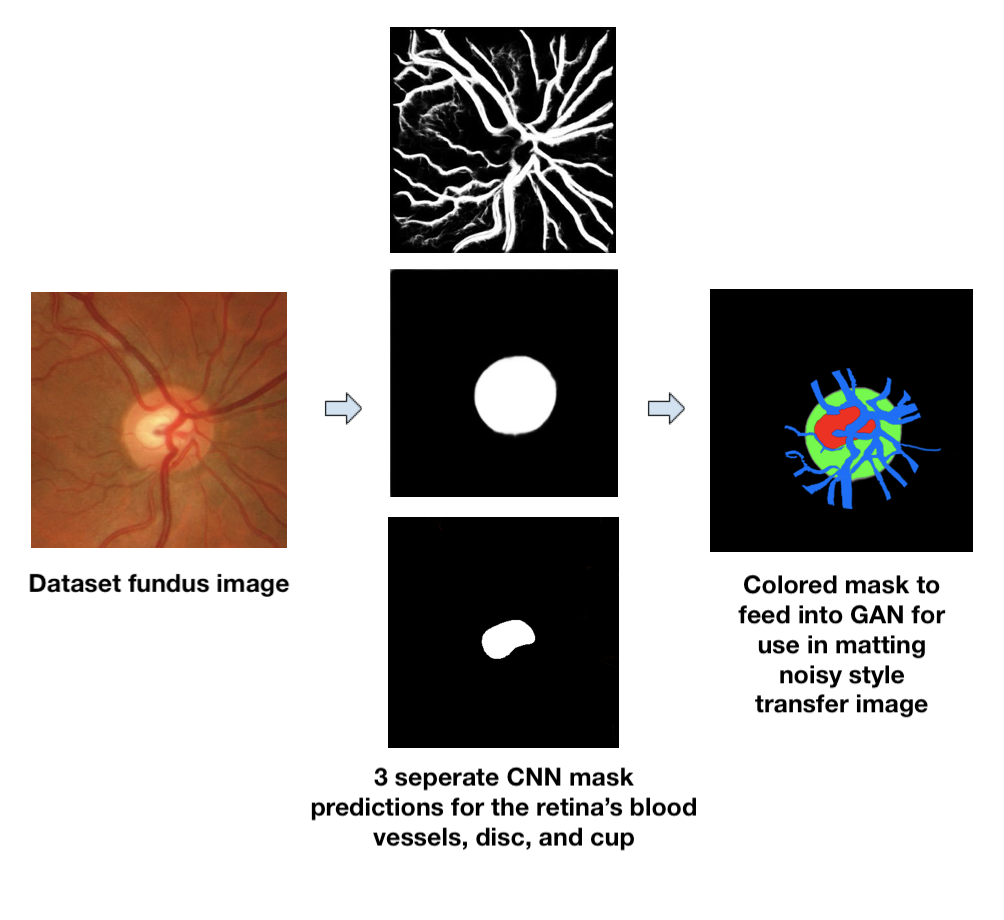 Dataset fundus image
3 seperate CNN mask
predictions for the retina’s blood
vessels, disc, and cup
Colored mask to
feed into GAN for
use in matting
noisy style
transfer image